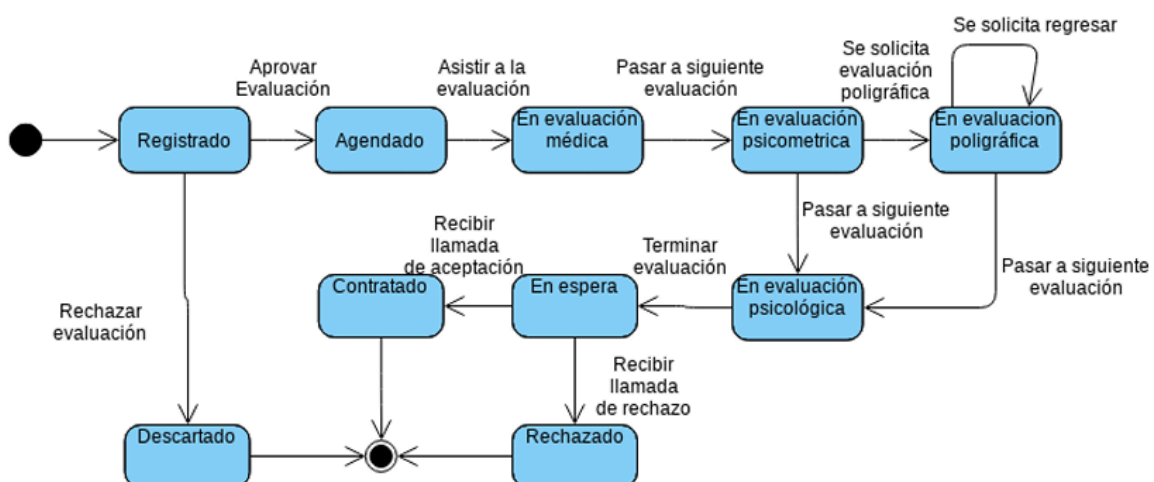 Se solicita regresar
Aprovar
Evaluación
Asistir a la
evaluación
Pasar a siguiente
evaluación
Se solicita
evaluación
poligráfica
Registrado
Agendado
En evaluación
médica
En evaluación
psicometrica
En evaluacion
poligráfica
Pasar a siguiente
evaluación
Recibir
llamada
de aceptación
Terminar
evaluación
Pasar a siguiente
evaluación
Contratado
En espera
En evaluación
psicológica
Rechazar
evaluación
Recibir
llamada
de rechazo
Descartado
Rechazado